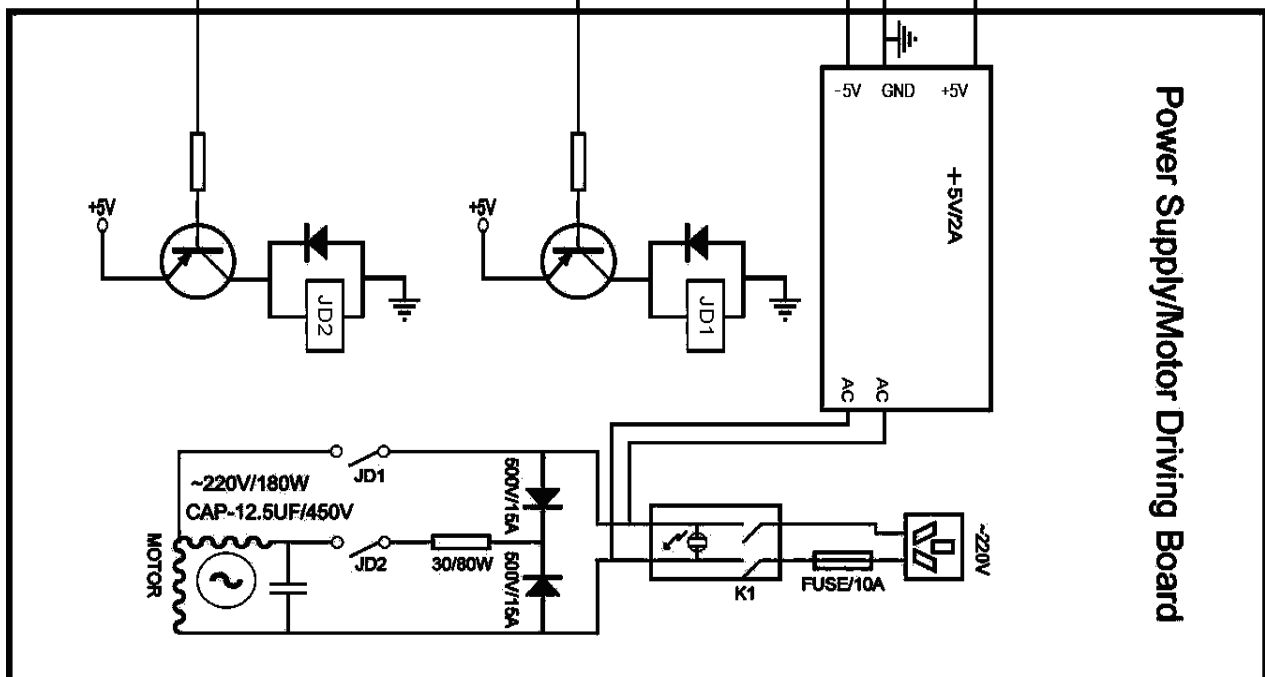 -5V GND +5V
+5V/2A
AC AC
Power Supply/Motor Driving Board
+5V
JD2
+5V
JD1
~220V/180W
CAP-12.5UF/450V
MOTOR
JD1
JD2
30/80W
500V/15A
500V/15A
K1
FUSE/10A
~220V